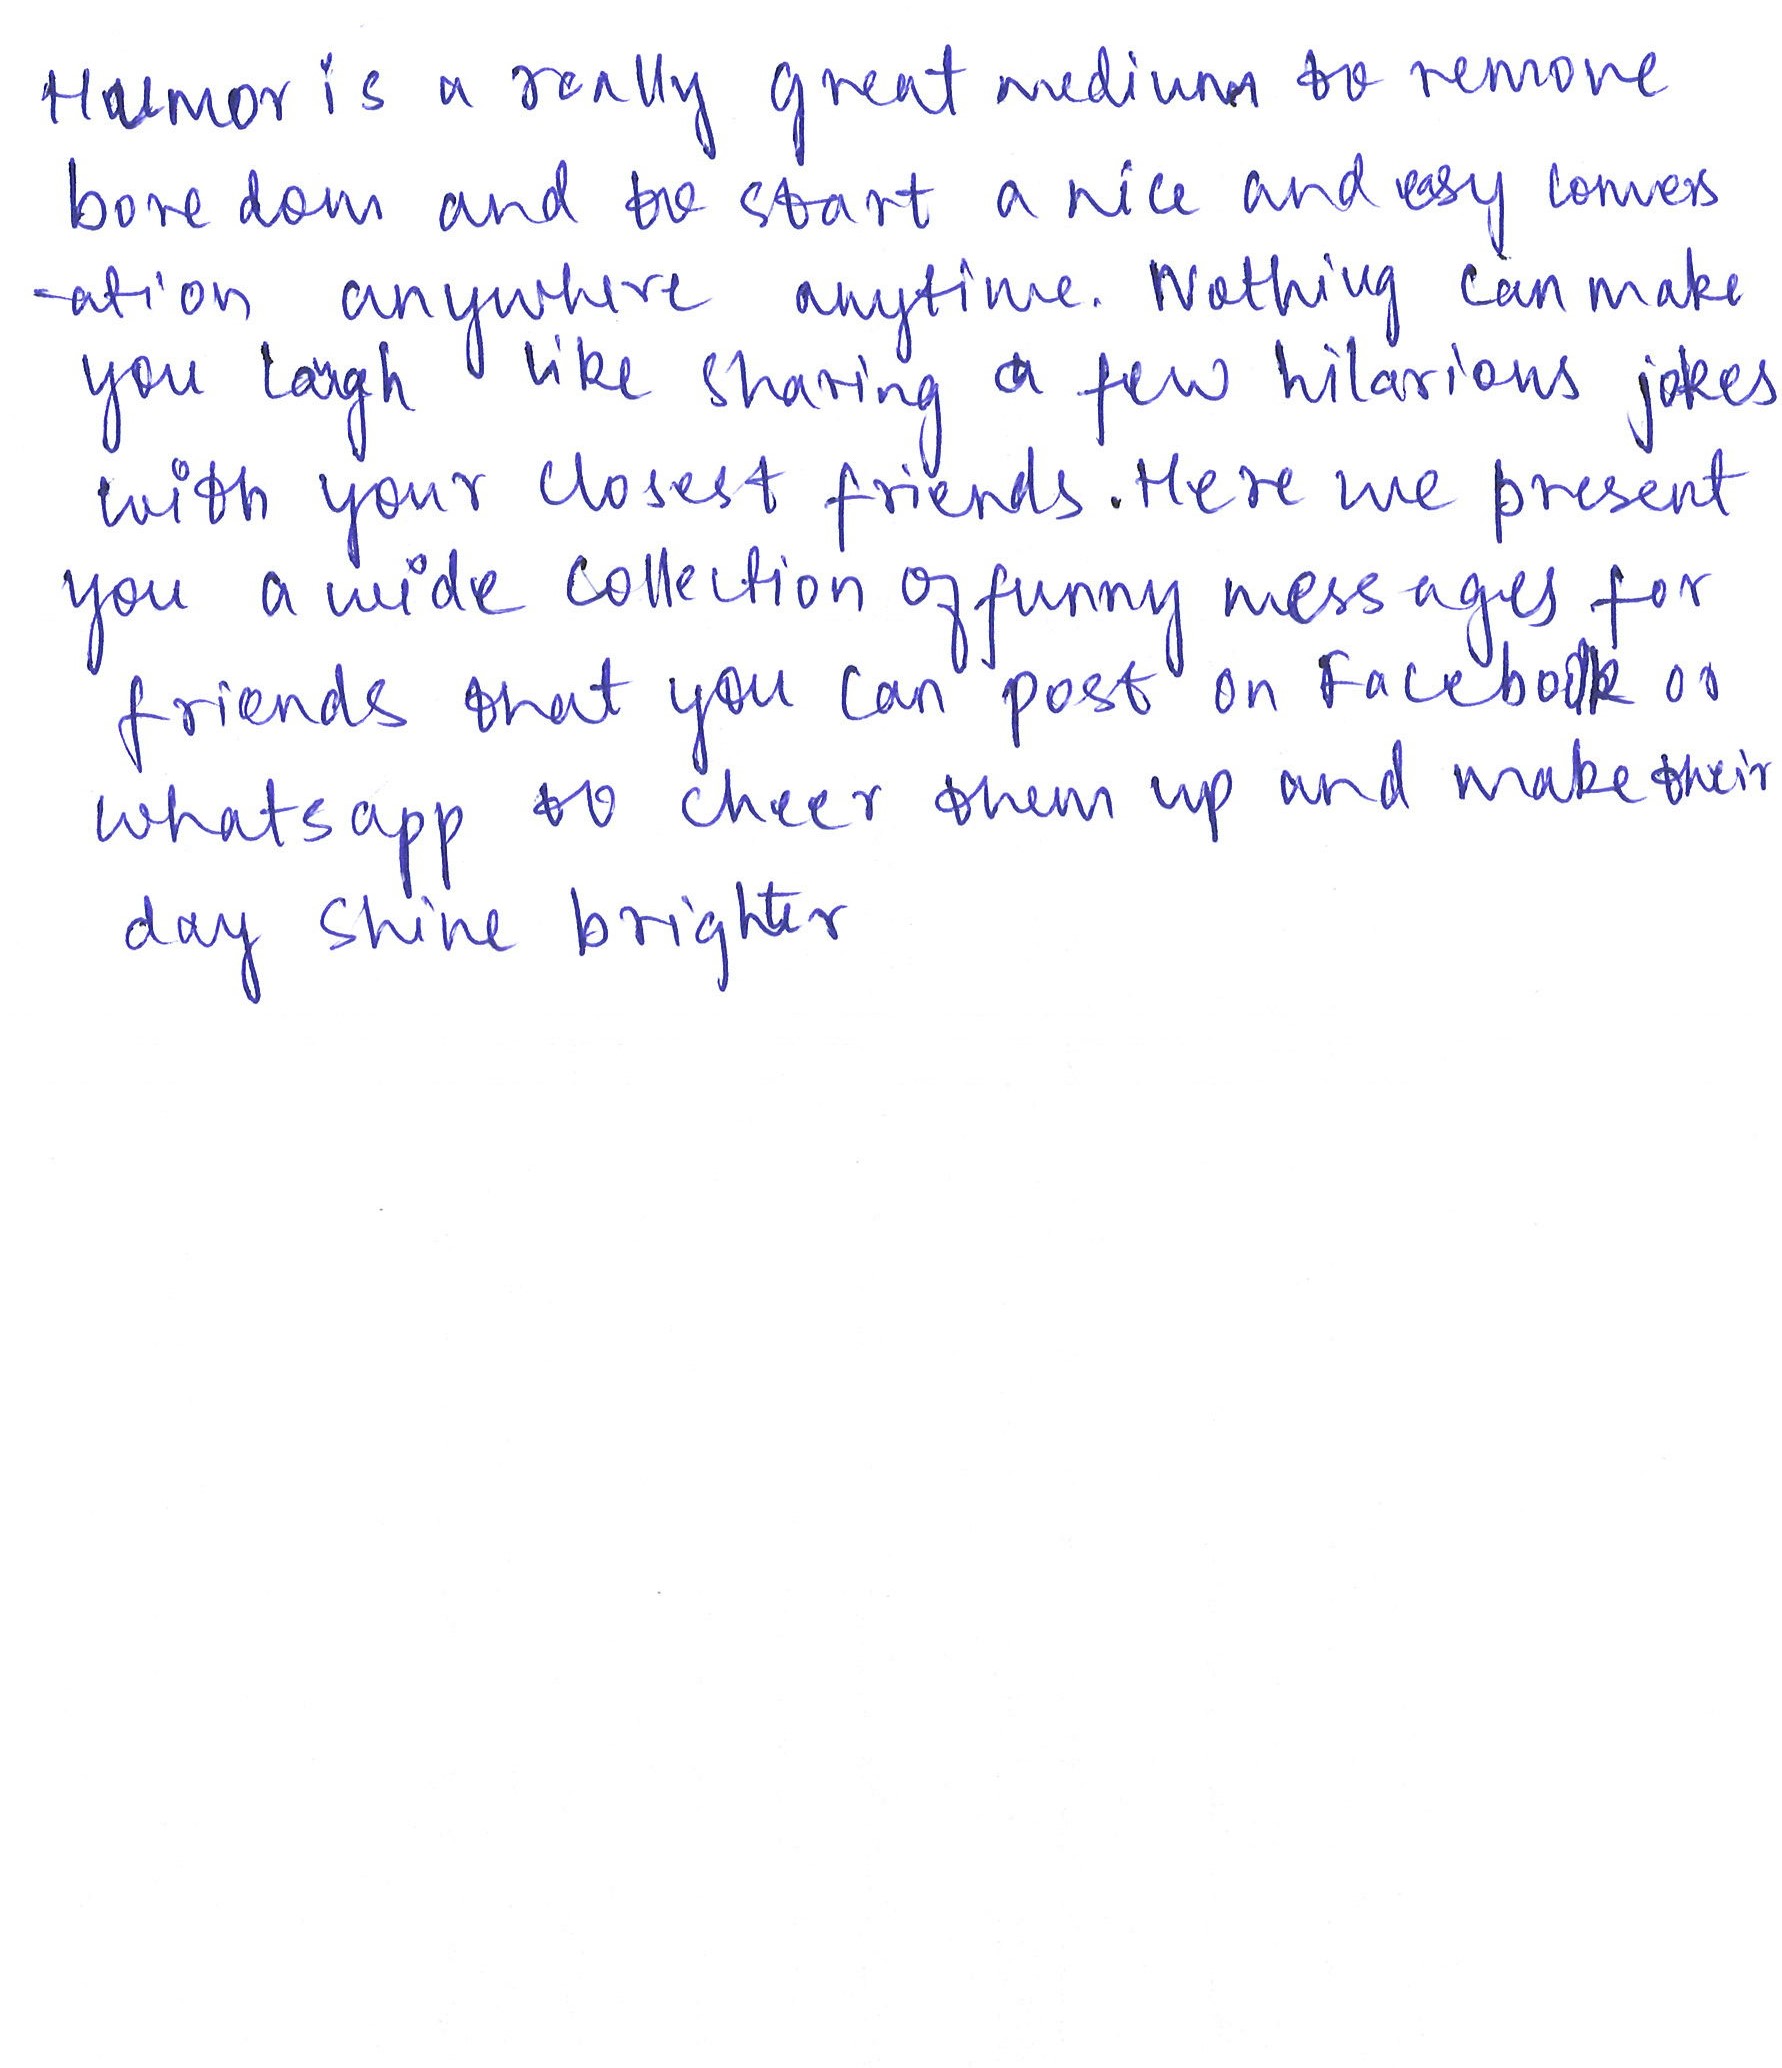 Humor is a really great medium to remove
boredom and to start a nice and easy convers
-ation anywhere anytime. Nothing can make
you laugh like sharing a few hilarious jokes
with your closest friends. Here we present
you a wide collection of funny messages for
friends that you can post on Facebook or
whatsapp to cheer them up and make their
day shine brighter